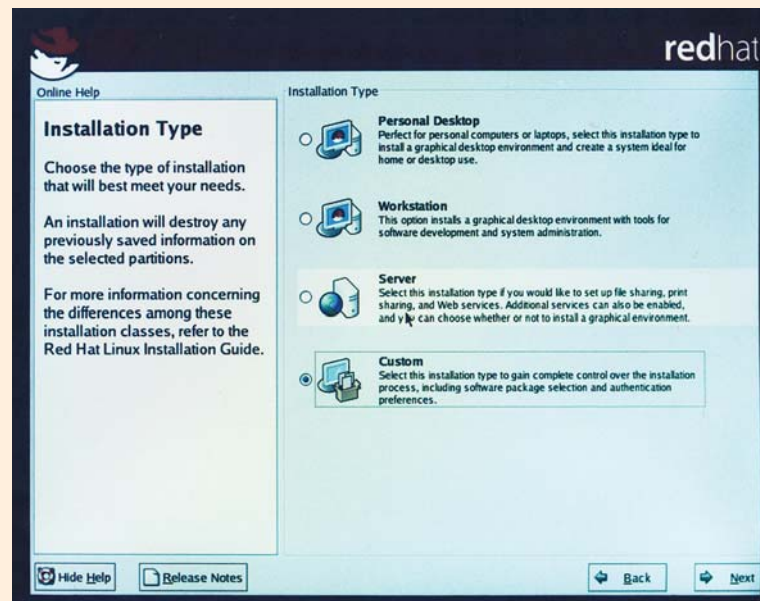 redhat
Online Help
Installation Type
Choose the type of installation
that will best meet your needs.
An installation will destroy any
previously saved information on
the selected partitions.
For more information concerning
the differences among these
installation classes, refer to the
Red Hat Linux Installation Guide.
Installation Type
Personal Desktop
Perfect for personal computers or laptops, select this installation type to
install a graphical desktop environment and create a system ideal for
home or desktop use.
Workstation
This option installs a graphical desktop environment with tools for
software development and system administration.
Server
Select this installation type if you would like to set up file sharing, print
sharing, and Web services. Additional services can also be enabled,
and you can choose whether or not to install a graphical environment.
Custom
Select this installation type to gain complete control over the installation
process, including software package selection and authentication
preferences.
Hide Help
Release Notes
Back
Next